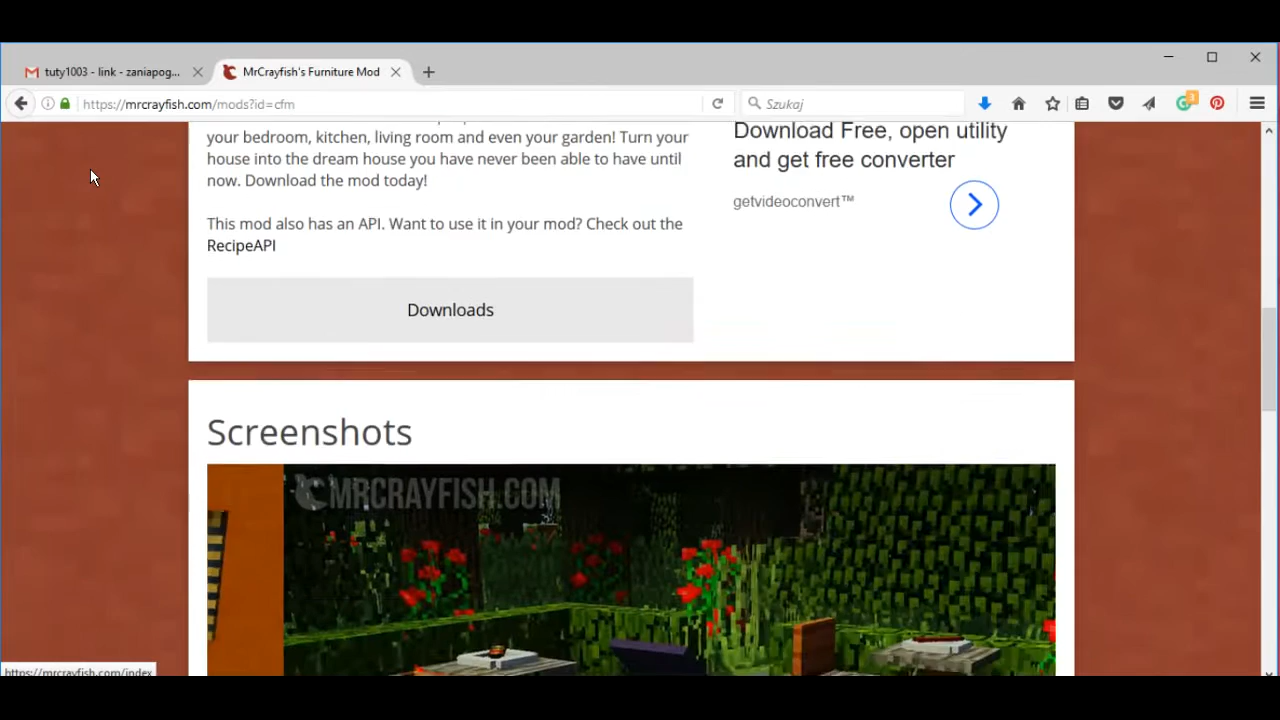 tuty1003 - link - zaniapog...
MrCrayfish's Furniture Mod
https://mrcrayfish.com/mods?id=cfm
Szukaj
3
your bedroom, kitchen, living room and even your garden! Turn your
house into the dream house you have never been able to have until
now. Download the mod today!
This mod also has an API. Want to use it in your mod? Check out the
RecipeAPI
Downloads
Download Free, open utility
and get free converter
getvideoconvert™
Screenshots
MRCRAYFISH.COM
https://mrcrayfish.com/index